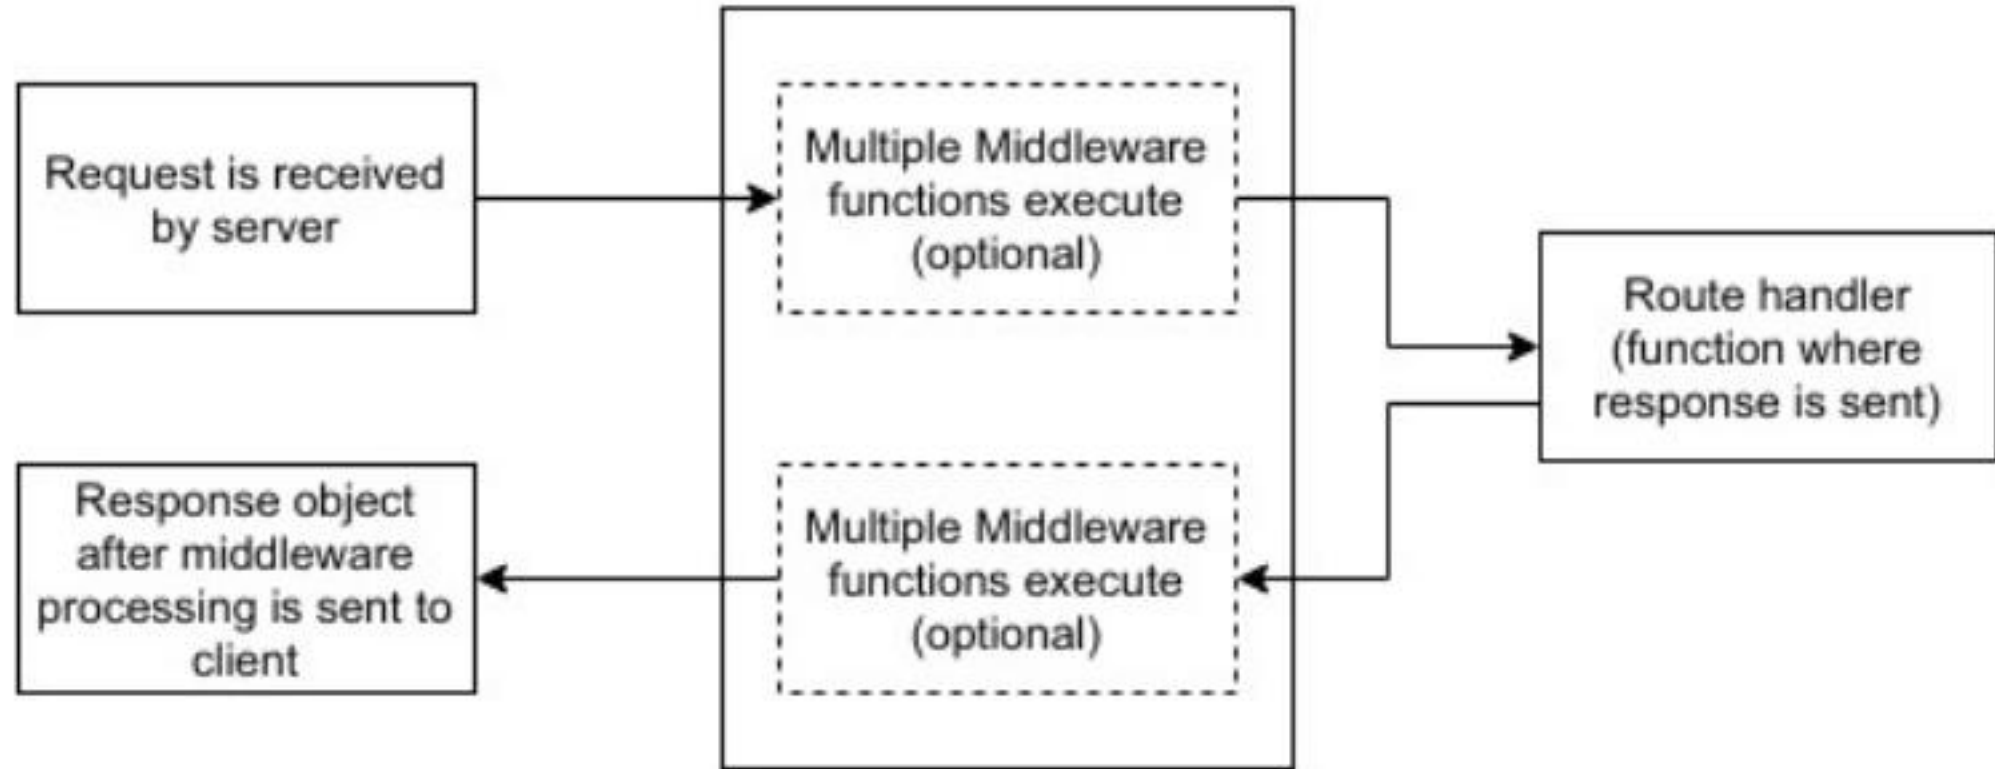 Request is received
by server
Multiple Middleware
functions execute
(optional)
Route handler
(function where
response is sent)
Multiple Middleware
functions execute
(optional)
Response object
after middleware
processing is sent to
client